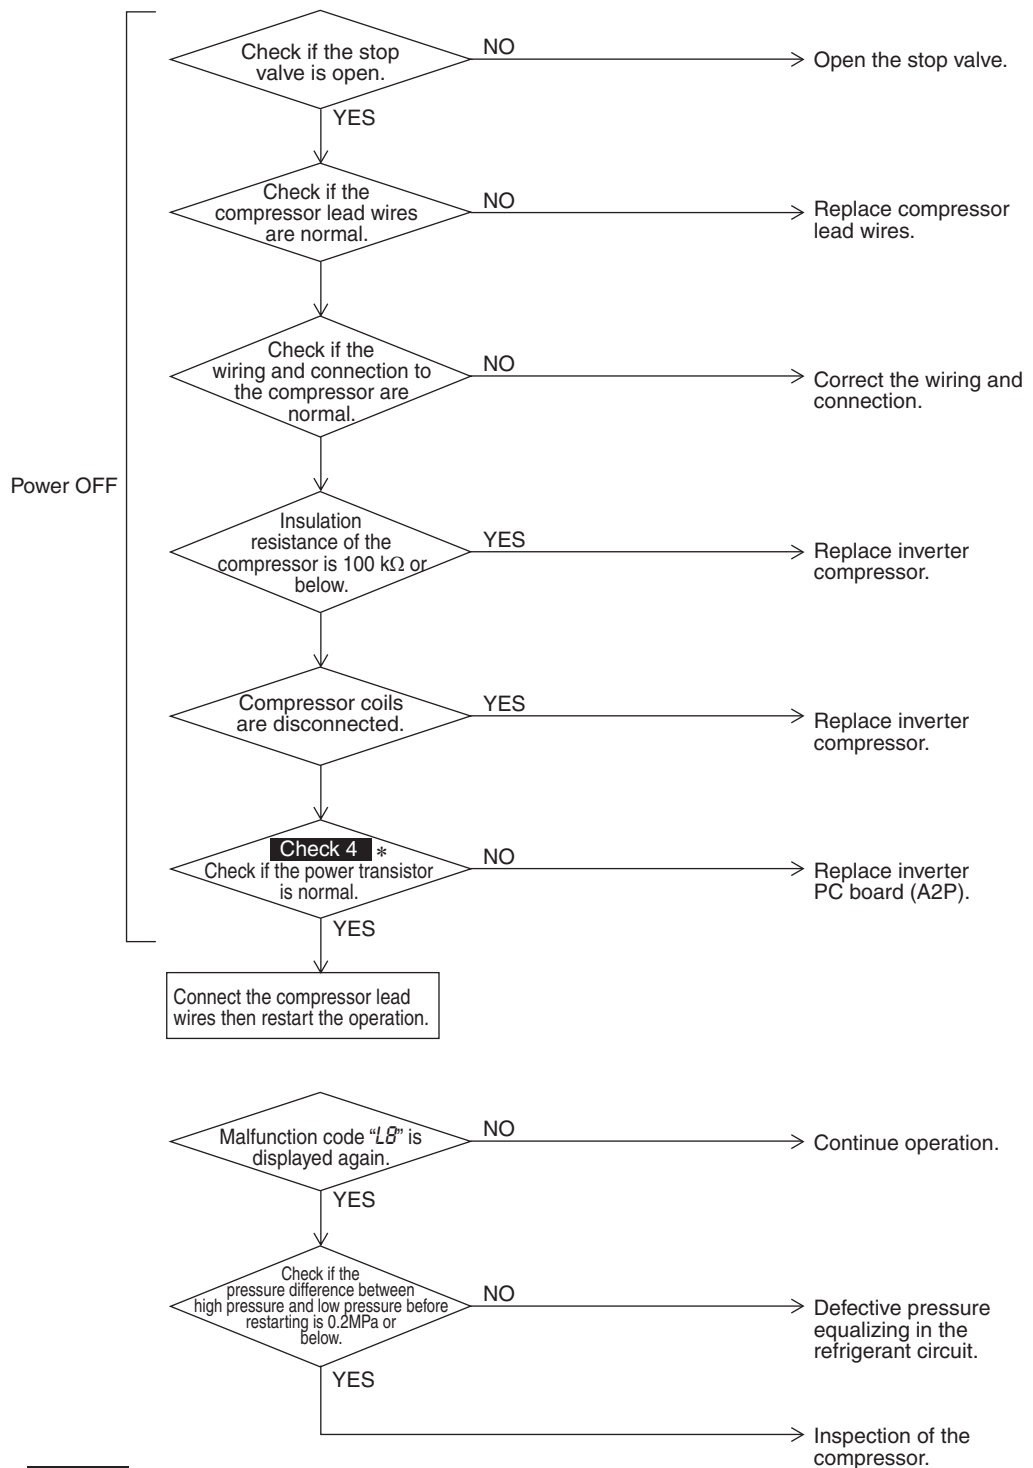 Check if the stop
valve is open.
NO
Open the stop valve.
YES
Check if the
compressor lead wires
are normal.
NO
Replace compressor
lead wires.
Check if the
wiring and connection to
the compressor are
normal.
NO
Correct the wiring and
connection.
Power OFF
Insulation
resistance of the
compressor is 100 kΩ or
below.
YES
Replace inverter
compressor.
Compressor coils
are disconnected.
YES
Replace inverter
compressor.
Check 4 *
Check if the power transistor
is normal.
NO
Replace inverter
PC board (A2P).
YES
Connect the compressor lead
wires then restart the operation.
Malfunction code “L8” is
displayed again.
NO
Continue operation.
YES
Check if the
pressure difference between
high pressure and low pressure before
restarting is 0.2MPa or
below.
NO
Defective pressure
equalizing in the
refrigerant circuit.
YES
Inspection of the
compressor.